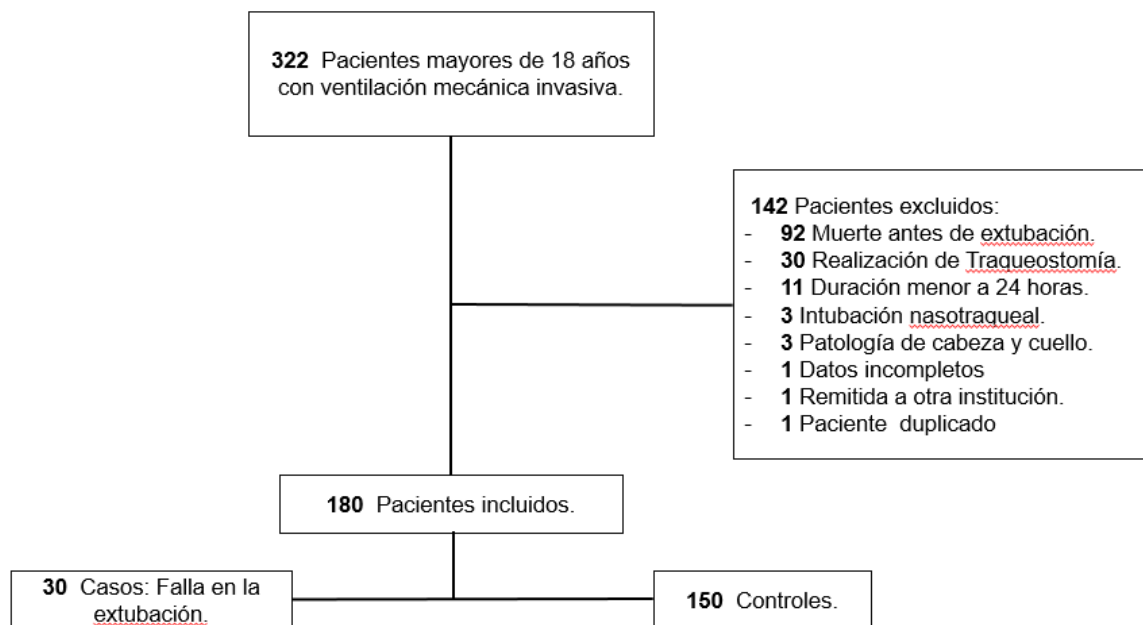 322 Pacientes mayores de 18 años
con ventilación mecánica invasiva.
142 Pacientes excluidos:
- 92 Muerte antes de extubación.
- 30 Realización de Traqueostomía.
- 11 Duración menor a 24 horas.
- 3 Intubación nasotraqueal.
- 3 Patología de cabeza y cuello.
- 1 Datos incompletos
- 1 Remitida a otra institución.
- 1 Paciente duplicado
180 Pacientes incluidos.
30 Casos: Falla en la
extubación.
150 Controles.